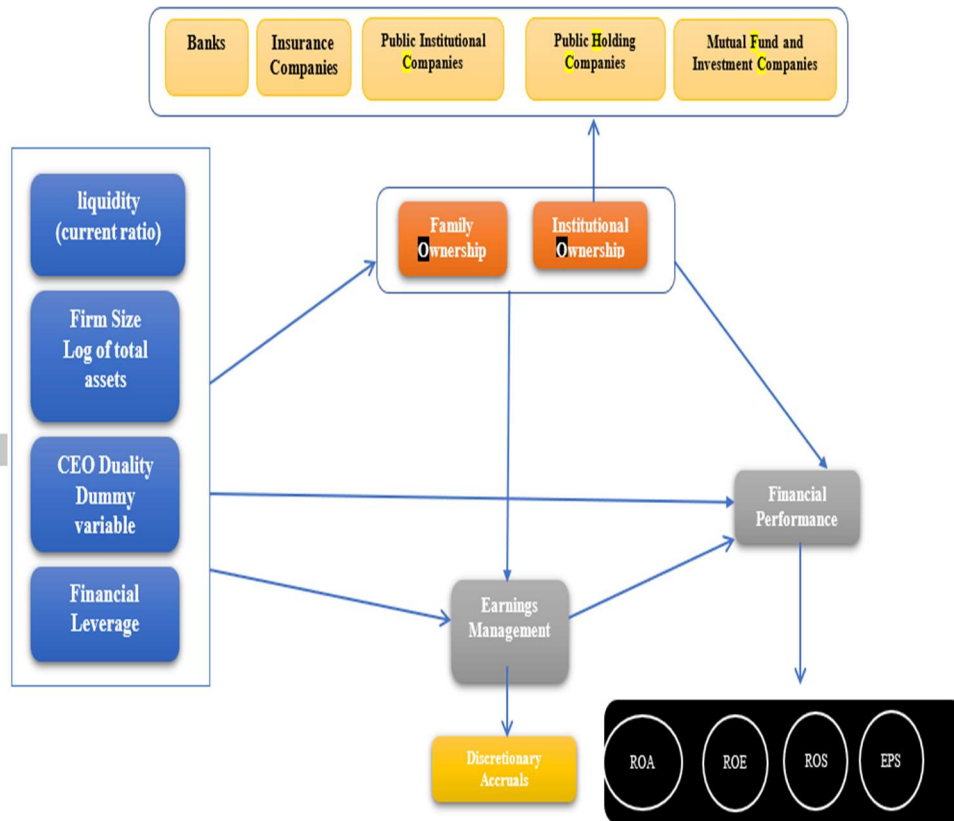 Banks
Insurance
Companies
Public Institutional
Companies
Public Holding
Companies
Mutual Fund and
Investment Companies
liquidity
(current ratio)
Firm Size
Log of total
assets
CEO Duality
Dummy
variable
Financial
Leverage
Family
Ownership
Institutional
Ownership
Financial
Performance
Earnings
Management
Discretionary
Accruals
ROA
ROE
ROS
EPS